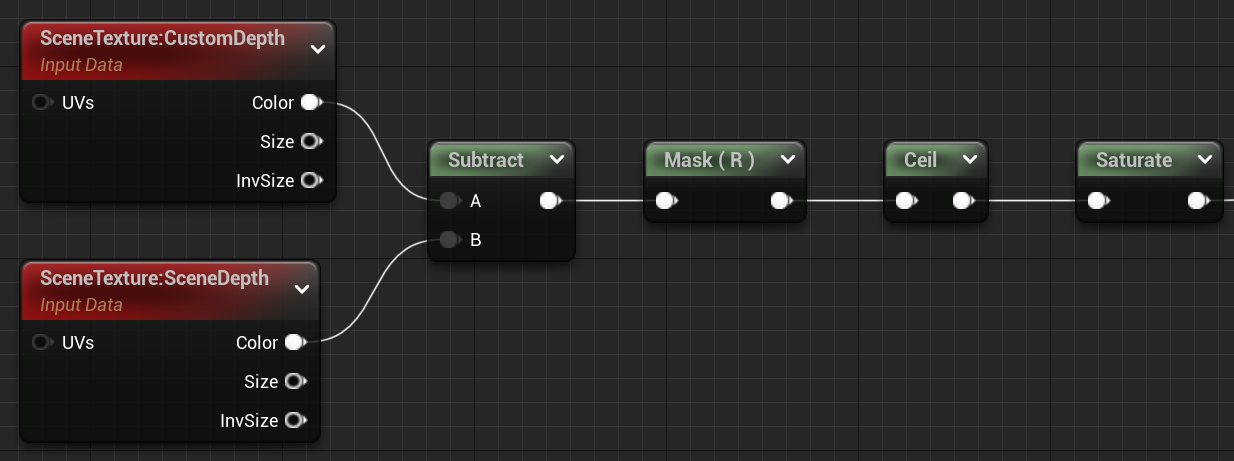 SceneTexture:CustomDepth
Input Data
UVs
Color
Size
InvSize
SceneTexture:SceneDepth
Input Data
UVs
Color
Size
InvSize
Subtract
A
B
Mask ( R )
Ceil
Saturate